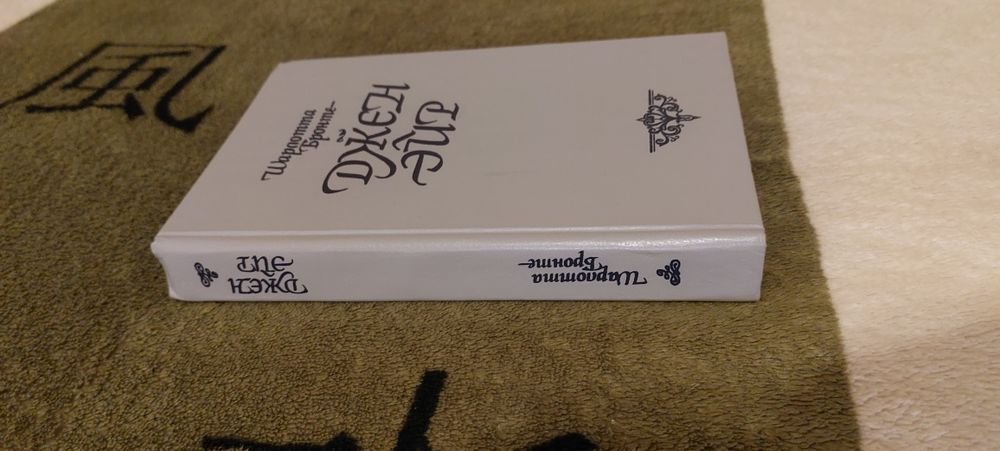 風
Шарлотта
Бронте
ДЖЕН
ЭЙР
ДЖЕН
ЭЙР
Шарлотта
Бронте